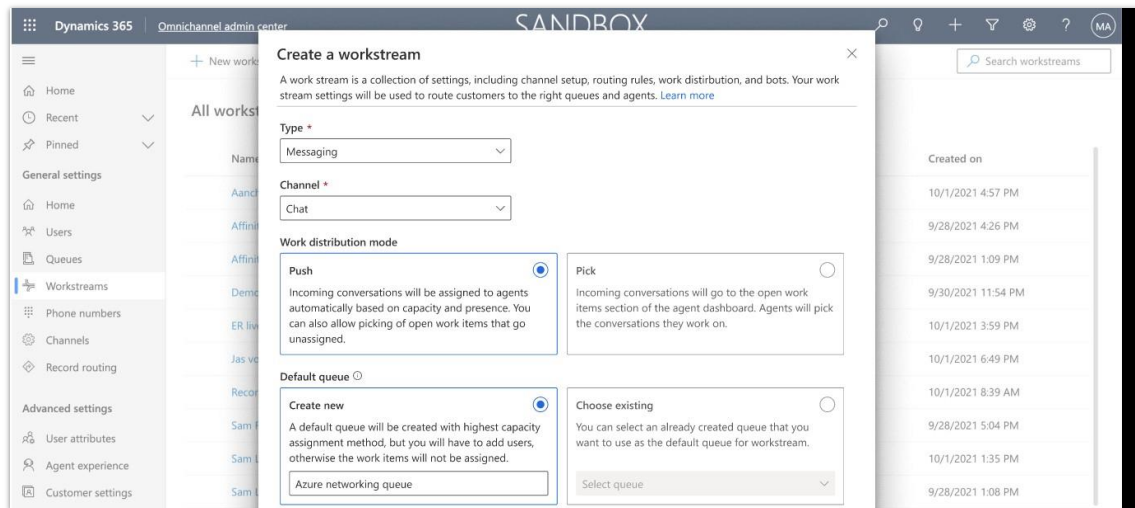 Dynamics 365
Omnichannel admin center
SANDBOX
MA
New work
Search workstreams
Home
Recent
Pinned
General settings
Home
Users
Queues
Workstreams
Phone numbers
Channels
Record routing
Advanced settings
User attributes
Agent experience
Customer settings
All workst
Name
Aanch
Affinit
Affinit
Demo
ER liv
Jas vo
Recor
Sam F
Sam L
Sam L
Create a workstream
A work stream is a collection of settings, including channel setup, routing rules, work distirbution, and bots. Your work
stream settings will be used to route customers to the right queues and agents. Learn more
Type *
Messaging
Channel *
Chat
Work distribution mode
Push
Incoming conversations will be assigned to agents
automatically based on capacity and presence. You
can also allow picking of open work items that go
unassigned.
Pick
Incoming conversations will go to the open work
items section of the agent dashboard. Agents will pick
the conversations they work on.
Default queue
Create new
A default queue will be created with highest capacity
assignment method, but you will have to add users,
otherwise the work items will not be assigned.
Azure networking queue
Choose existing
You can select an already created queue that you
want to use as the default queue for workstream.
Select queue
Created on
10/1/2021 4:57 PM
9/28/2021 4:26 PM
9/28/2021 1:09 PM
9/30/2021 11:54 PM
10/1/2021 3:59 PM
10/1/2021 6:49 PM
10/1/2021 8:39 AM
9/28/2021 5:04 PM
10/1/2021 1:35 PM
9/28/2021 1:08 PM